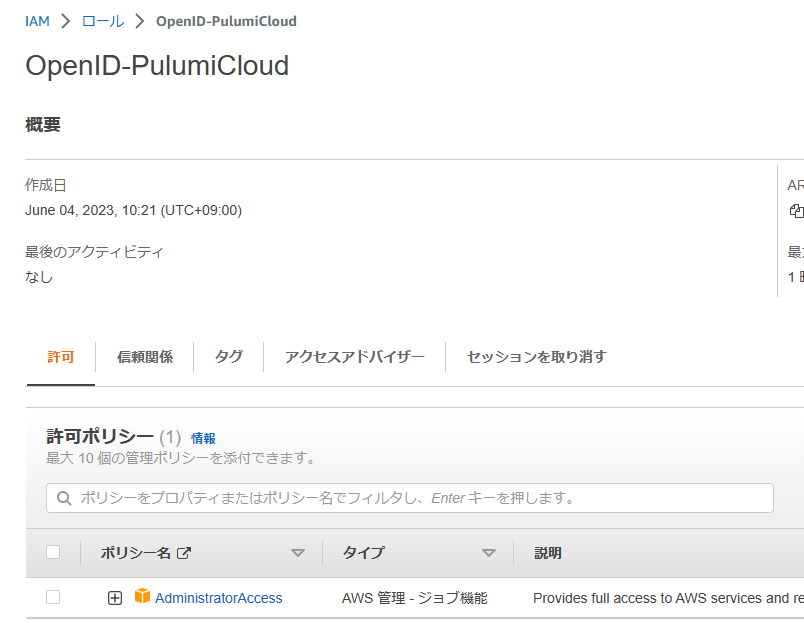 IAM > ロール > OpenID-PulumiCloud
OpenID-PulumiCloud
概要
作成日
AR
June 04, 2023, 10:21 (UTC+09:00)
最後のアクティビティ
最大
なし
1 時
許可 信頼関係 タグ アクセスアドバイザー セッションを取り消す
許可ポリシー (1) 情報
最大 10 個の管理ポリシーを添付できます。
ポリシーをプロパティまたはポリシー名でフィルタし、Enter キーを押します。
ポリシー名 タイプ 説明
AdministratorAccess AWS 管理 - ジョブ機能 Provides full access to AWS services and re